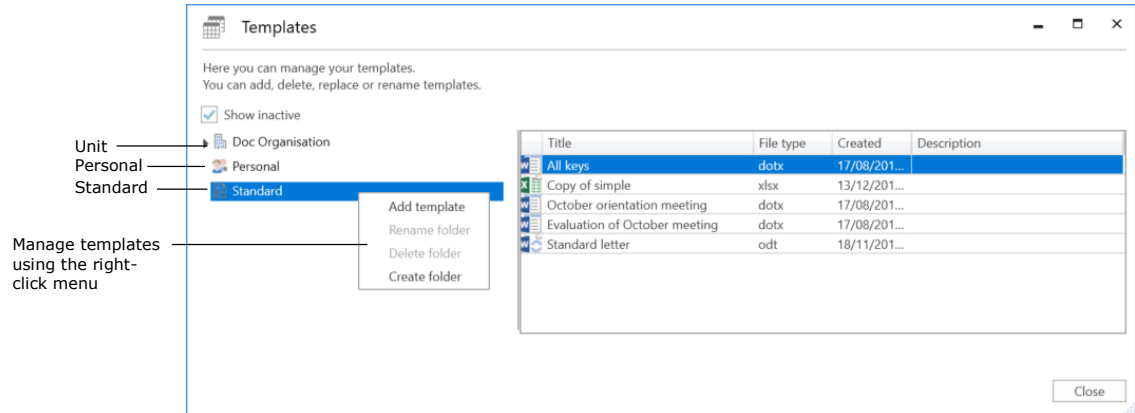 Templates
Here you can manage your templates.
You can add, delete, replace or rename templates.
Show inactive
Unit
Doc Organisation
Personal
Personal
Standard
Standard
Manage templates
using the right-
click menu
Add template
Rename folder
Delete folder
Create folder
Title File type Created Description
All keys dotx 17/08/201...
Copy of simple xlsx 13/12/201...
October orientation meeting dotx 17/08/201...
Evaluation of October meeting dotx 17/08/201...
Standard letter odt 18/11/201...
Close